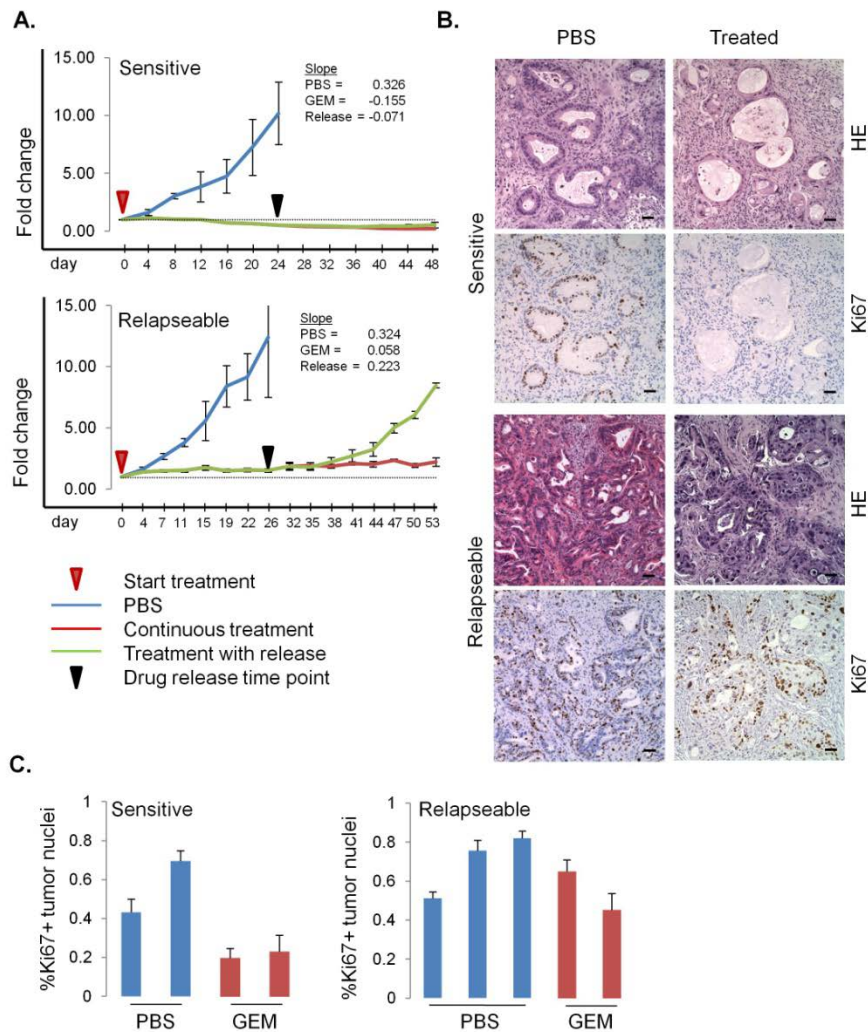 A.
15.00
10.00
5.00
0.00
Fold change
Sensitive
Slope
PBS = 0.326
GEM = -0.155
Release = -0.071
day 0 4 8 12 16 20 24 28 32 36 40 44 48
15.00
10.00
5.00
0.00
Fold change
Relapseable
Slope
PBS = 0.324
GEM = 0.058
Release = 0.223
day 0 4 7 11 15 19 22 26 32 35 38 41 44 47 50 53
Start treatment
PBS
Continuous treatment
Treatment with release
Drug release time point
B.
PBS Treated
Sensitive
HE
Ki67
Relapseable
HE
Ki67
C.
%Ki67+ tumor nuclei
1
0.8
0.6
0.4
0.2
0
Sensitive
PBS GEM
%Ki67+ tumor nuclei
1
0.8
0.6
0.4
0.2
0
Relapseable
PBS GEM